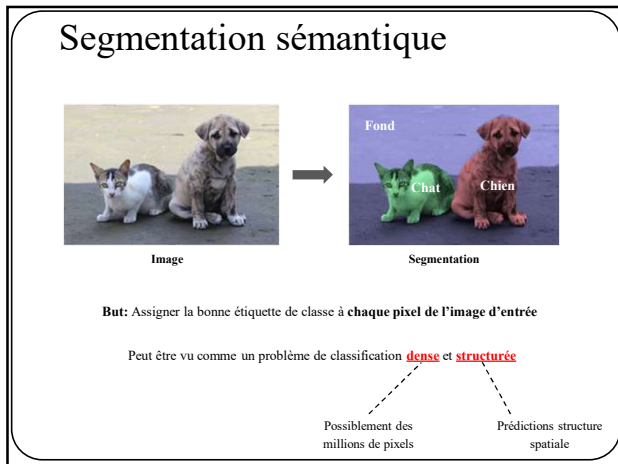 Segmentation sémantique
Fond
Chat
Chien
Image
Segmentation
But: Assigner la bonne étiquette de classe à chaque pixel de l'image d'entrée
Peut être vu comme un problème de classification dense et structurée
Possiblement des
millions de pixels
Prédictions structure
spatiale